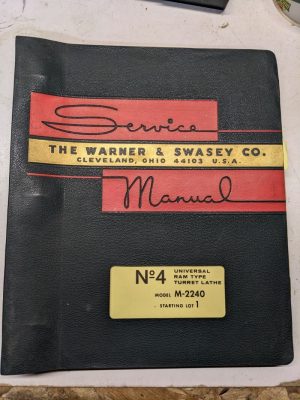 Service
THE WARNER & SWASEY CO.
CLEVELAND, OHIO 44103 U.S.A.
Manual
Nº4 UNIVERSAL
RAM TYPE
TURRET LATHE
MODEL M-2240
STARTING LOT 1